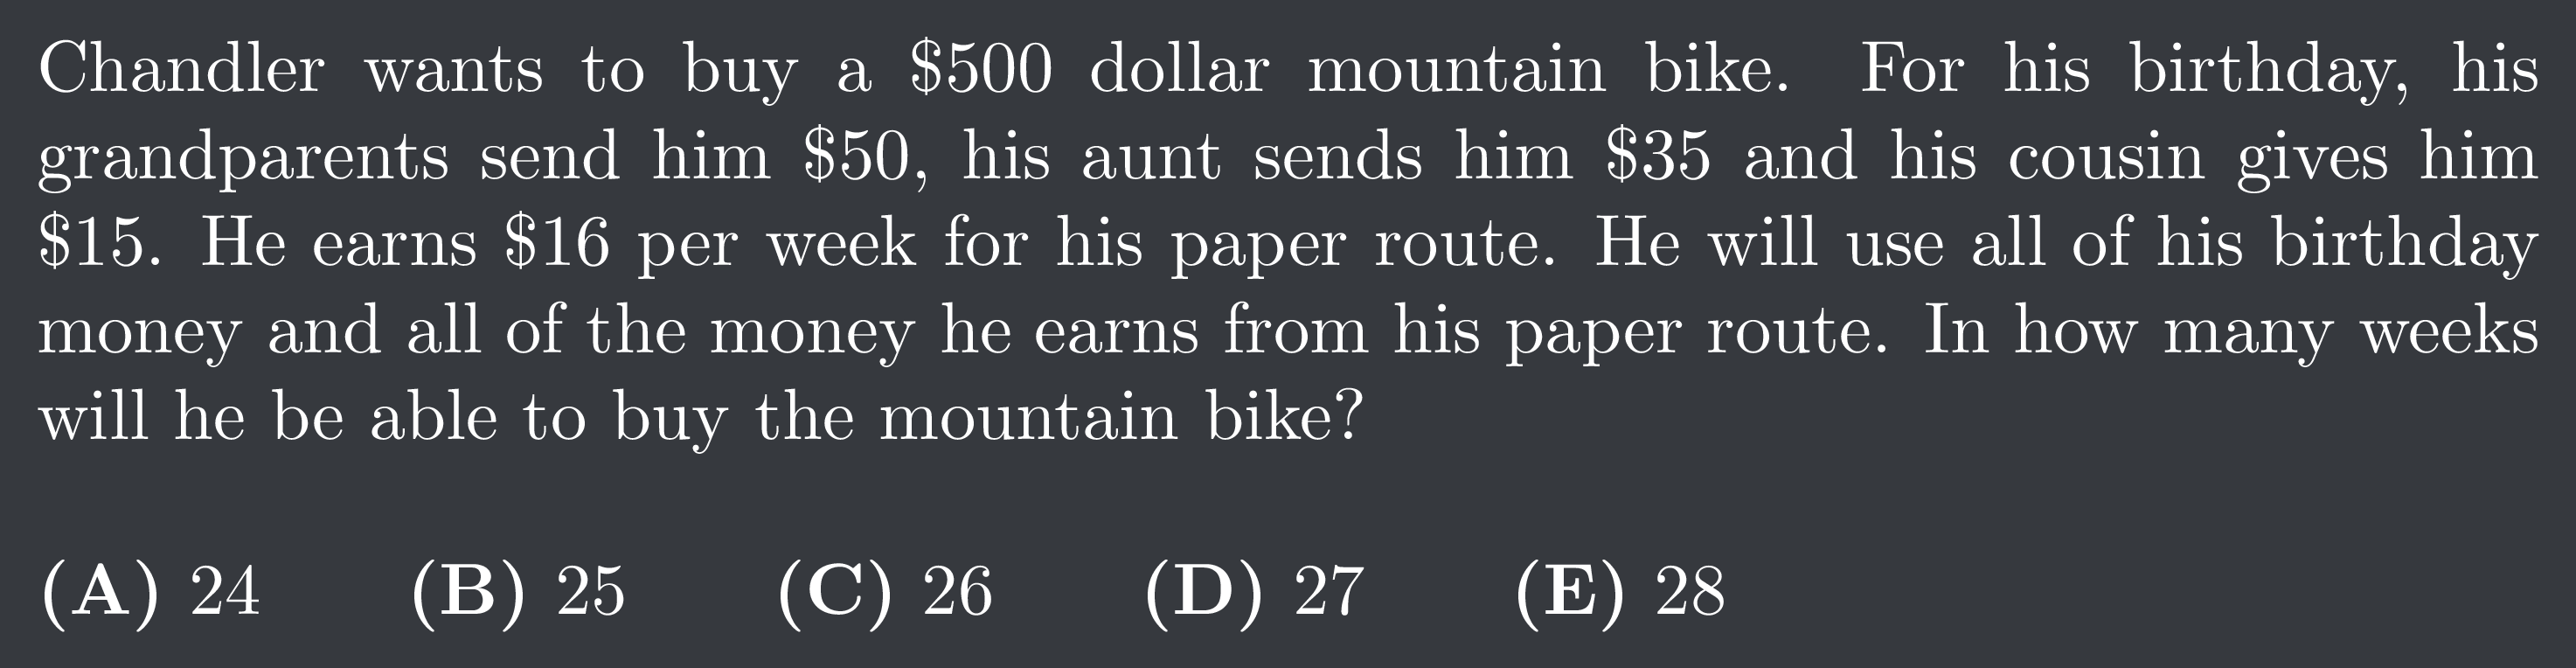 Chandler wants to buy a $500 dollar mountain bike. For his birthday, his
grandparents send him $50, his aunt sends him $35 and his cousin gives him
$15. He earns $16 per week for his paper route. He will use all of his birthday
money and all of the money he earns from his paper route. In how many weeks
will he be able to buy the mountain bike?
(A) 24 (B) 25 (C) 26 (D) 27 (E) 28